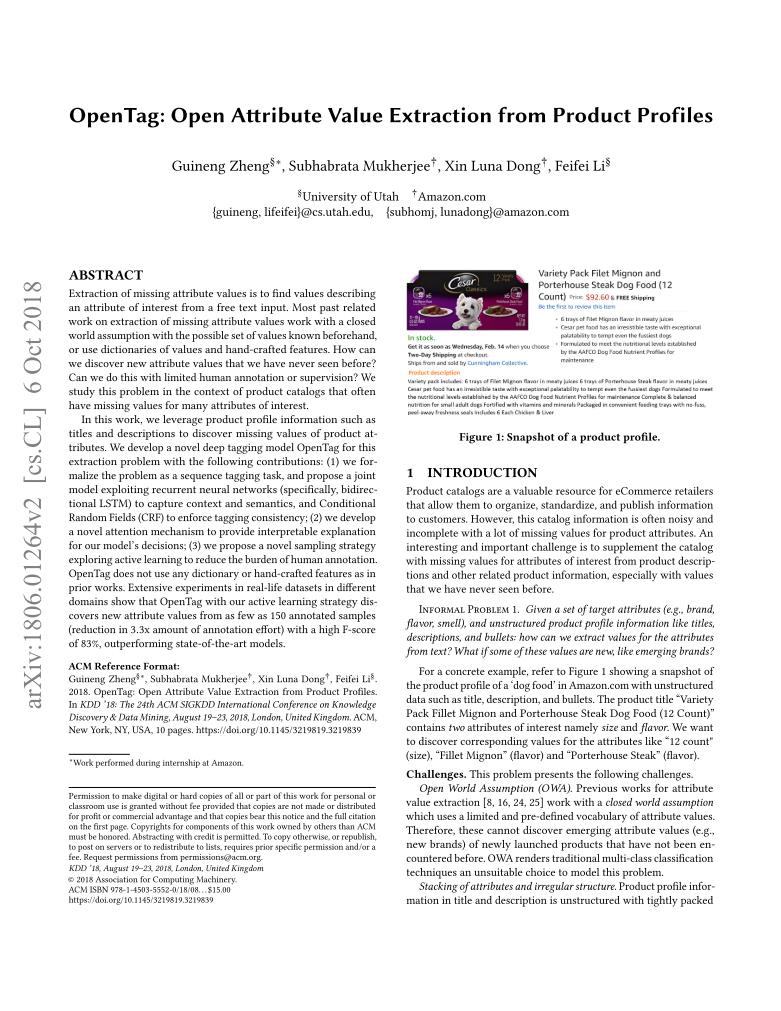 OpenTag: Open Attribute Value Extraction from Product Profiles
Guineng Zheng§∗, Subhabrata Mukherjee†, Xin Luna Dong†, Feifei Li§
§University of Utah †Amazon.com
{guineng, lifeifei}@cs.utah.edu, {subhomj, lunadong}@amazon.com
arXiv:1806.01264v2 [cs.CL] 6 Oct 2018
ABSTRACT
Extraction of missing attribute values is to find values describing
an attribute of interest from a free text input. Most past related
work on extraction of missing attribute values work with a closed
world assumption with the possible set of values known beforehand,
or use dictionaries of values and hand-crafted features. How can
we discover new attribute values that we have never seen before?
Can we do this with limited human annotation or supervision? We
study this problem in the context of product catalogs that often
have missing values for many attributes of interest.
In this work, we leverage product profile information such as
titles and descriptions to discover missing values of product at-
tributes. We develop a novel deep tagging model OpenTag for this
extraction problem with the following contributions: (1) we for-
malize the problem as a sequence tagging task, and propose a joint
model exploiting recurrent neural networks (specifically, bidirec-
tional LSTM) to capture context and semantics, and Conditional
Random Fields (CRF) to enforce tagging consistency; (2) we develop
a novel attention mechanism to provide interpretable explanation
for our model's decisions; (3) we propose a novel sampling strategy
exploring active learning to reduce the burden of human annotation.
OpenTag does not use any dictionary or hand-crafted features as in
prior works. Extensive experiments in real-life datasets in different
domains show that OpenTag with our active learning strategy dis-
covers new attribute values from as few as 150 annotated samples
(reduction in 3.3x amount of annotation effort) with a high F-score
of 83%, outperforming state-of-the-art models.
ACM Reference Format:
Guineng Zheng§∗, Subhabrata Mukherjee†, Xin Luna Dong†, Feifei Li§.
2018. OpenTag: Open Attribute Value Extraction from Product Profiles.
In KDD '18: The 24th ACM SIGKDD International Conference on Knowledge
Discovery & Data Mining, August 19–23, 2018, London, United Kingdom. ACM,
New York, NY, USA, 10 pages. https://doi.org/10.1145/3219819.3219839
∗Work performed during internship at Amazon.
Permission to make digital or hard copies of all or part of this work for personal or
classroom use is granted without fee provided that copies are not made or distributed
for profit or commercial advantage and that copies bear this notice and the full citation
on the first page. Copyrights for components of this work owned by others than ACM
must be honored. Abstracting with credit is permitted. To copy otherwise, or republish,
to post on servers or to redistribute to lists, requires prior specific permission and/or a
fee. Request permissions from permissions@acm.org.
KDD '18, August 19–23, 2018, London, United Kingdom
© 2018 Association for Computing Machinery.
ACM ISBN 978-1-4503-5552-0/18/08...$15.00
https://doi.org/10.1145/3219819.3219839
Cesar
Classics
12
Variety Pack Filet Mignon and
Porterhouse Steak Dog Food (12
Count) Price: $92.60 & FREE Shipping
Be the first to review this item
• 6 trays of Filet Mignon flavor in meaty juices
• Cesar pet food has an irresistible taste with exceptional
palatability to tempt even the fussiest dogs
• Formulated to meet the nutritional levels established
by the AAFCO Dog Food Nutrient Profiles for
maintenance
In stock.
Get it as soon as Wednesday, Feb. 14 when you choose
Two-Day Shipping at checkout.
Ships from and sold by Cunningham Collective.
Product description
Variety pack includes: 6 trays of Filet Mignon flavor in meaty juices 6 trays of Porterhouse Steak flavor in meaty juices
Cesar pet food has an irresistible taste with exceptional palatability to tempt even the fussiest dogs Formulated to meet
the nutritional levels established by the AAFCO Dog Food Nutrient Profiles for maintenance Complete & balanced
nutrition for small adult dogs Fortified with vitamins and minerals Packaged in convenient feeding trays with no-fuss,
peel-away freshness seals Includes 6 Each Chicken & Liver
Figure 1: Snapshot of a product profile.
1 INTRODUCTION
Product catalogs are a valuable resource for eCommerce retailers
that allow them to organize, standardize, and publish information
to customers. However, this catalog information is often noisy and
incomplete with a lot of missing values for product attributes. An
interesting and important challenge is to supplement the catalog
with missing values for attributes of interest from product descrip-
tions and other related product information, especially with values
that we have never seen before.
Informal Problem 1. Given a set of target attributes (e.g., brand,
flavor, smell), and unstructured product profile information like titles,
descriptions, and bullets: how can we extract values for the attributes
from text? What if some of these values are new, like emerging brands?
For a concrete example, refer to Figure 1 showing a snapshot of
the product profile of a 'dog food' in Amazon.com with unstructured
data such as title, description, and bullets. The product title "Variety
Pack Filet Mignon and Porterhouse Steak Dog Food (12 Count)"
contains two attributes of interest namely size and flavor. We want
to discover corresponding values for the attributes like "12 count"
(size), "Fillet Mignon" (flavor) and "Porterhouse Steak" (flavor).
Challenges. This problem presents the following challenges.
Open World Assumption (OWA). Previous works for attribute
value extraction [8, 16, 24, 25] work with a closed world assumption
which uses a limited and pre-defined vocabulary of attribute values.
Therefore, these cannot discover emerging attribute values (e.g.,
new brands) of newly launched products that have not been en-
countered before. OWA renders traditional multi-class classification
techniques an unsuitable choice to model this problem.
Stacking of attributes and irregular structure. Product profile infor-
mation in title and description is unstructured with tightly packed